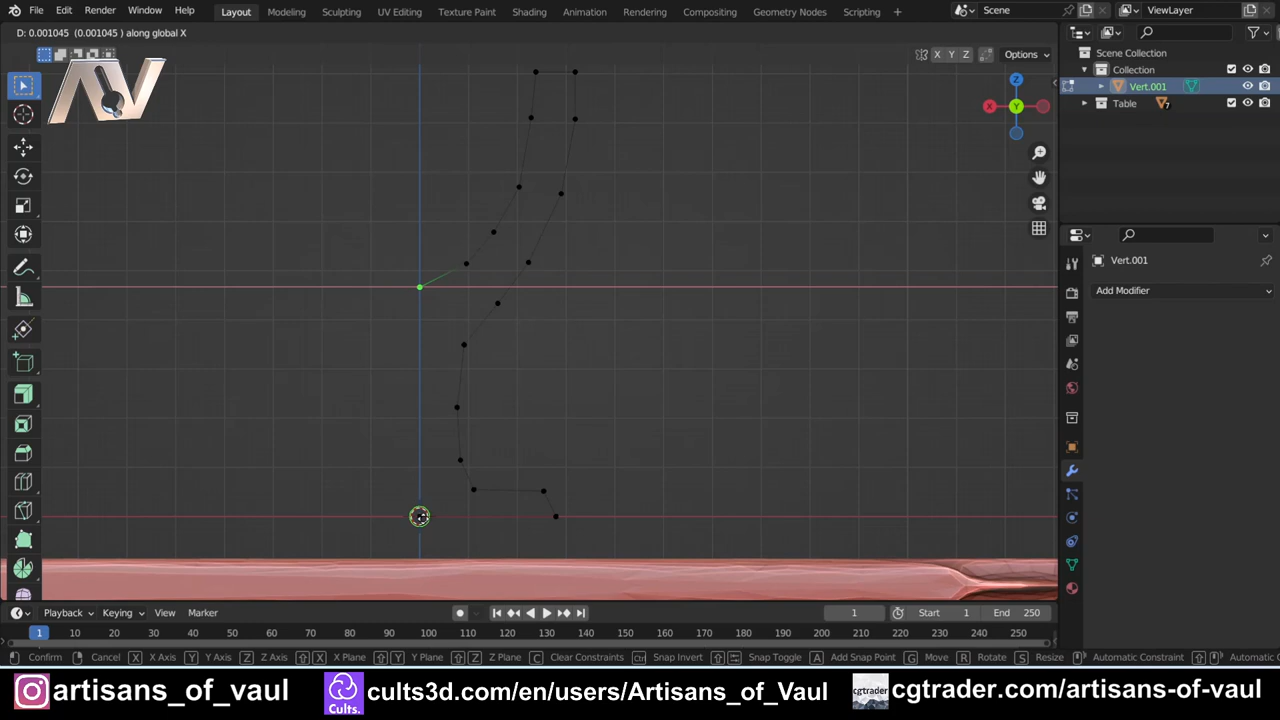 File Edit Render Window Help Layout Modeling Sculpting UV Editing Texture Paint Shading Animation Rendering Compositing Geometry Nodes Scripting + Scene ViewLayer
D: 0.001045 (0.001045) along global X
X Y Z Options
AV
Z
X Y
Scene Collection
Collection
Vert.001
Table 7
Vert.001
Add Modifier
Playback Keying View Marker 1 Start 1 End 250
1 10 20 30 40 50 60 70 80 90 100 110 120 130 140 150 160 170 180 190 200 210 220 230 240 250
Confirm Cancel X X Axis Y Y Axis Z Z Axis X X Plane Y Y Plane Z Z Plane C Clear Constraints Ctrl Snap Invert Snap Toggle A Add Snap Point G Move R Rotate S Resize Automatic Constraint Automatic C
artisans_of_vaul Cults. cults3d.com/en/users/Artisans_of_Vaul cgtrader cgtrader.com/artisans-of-vaul